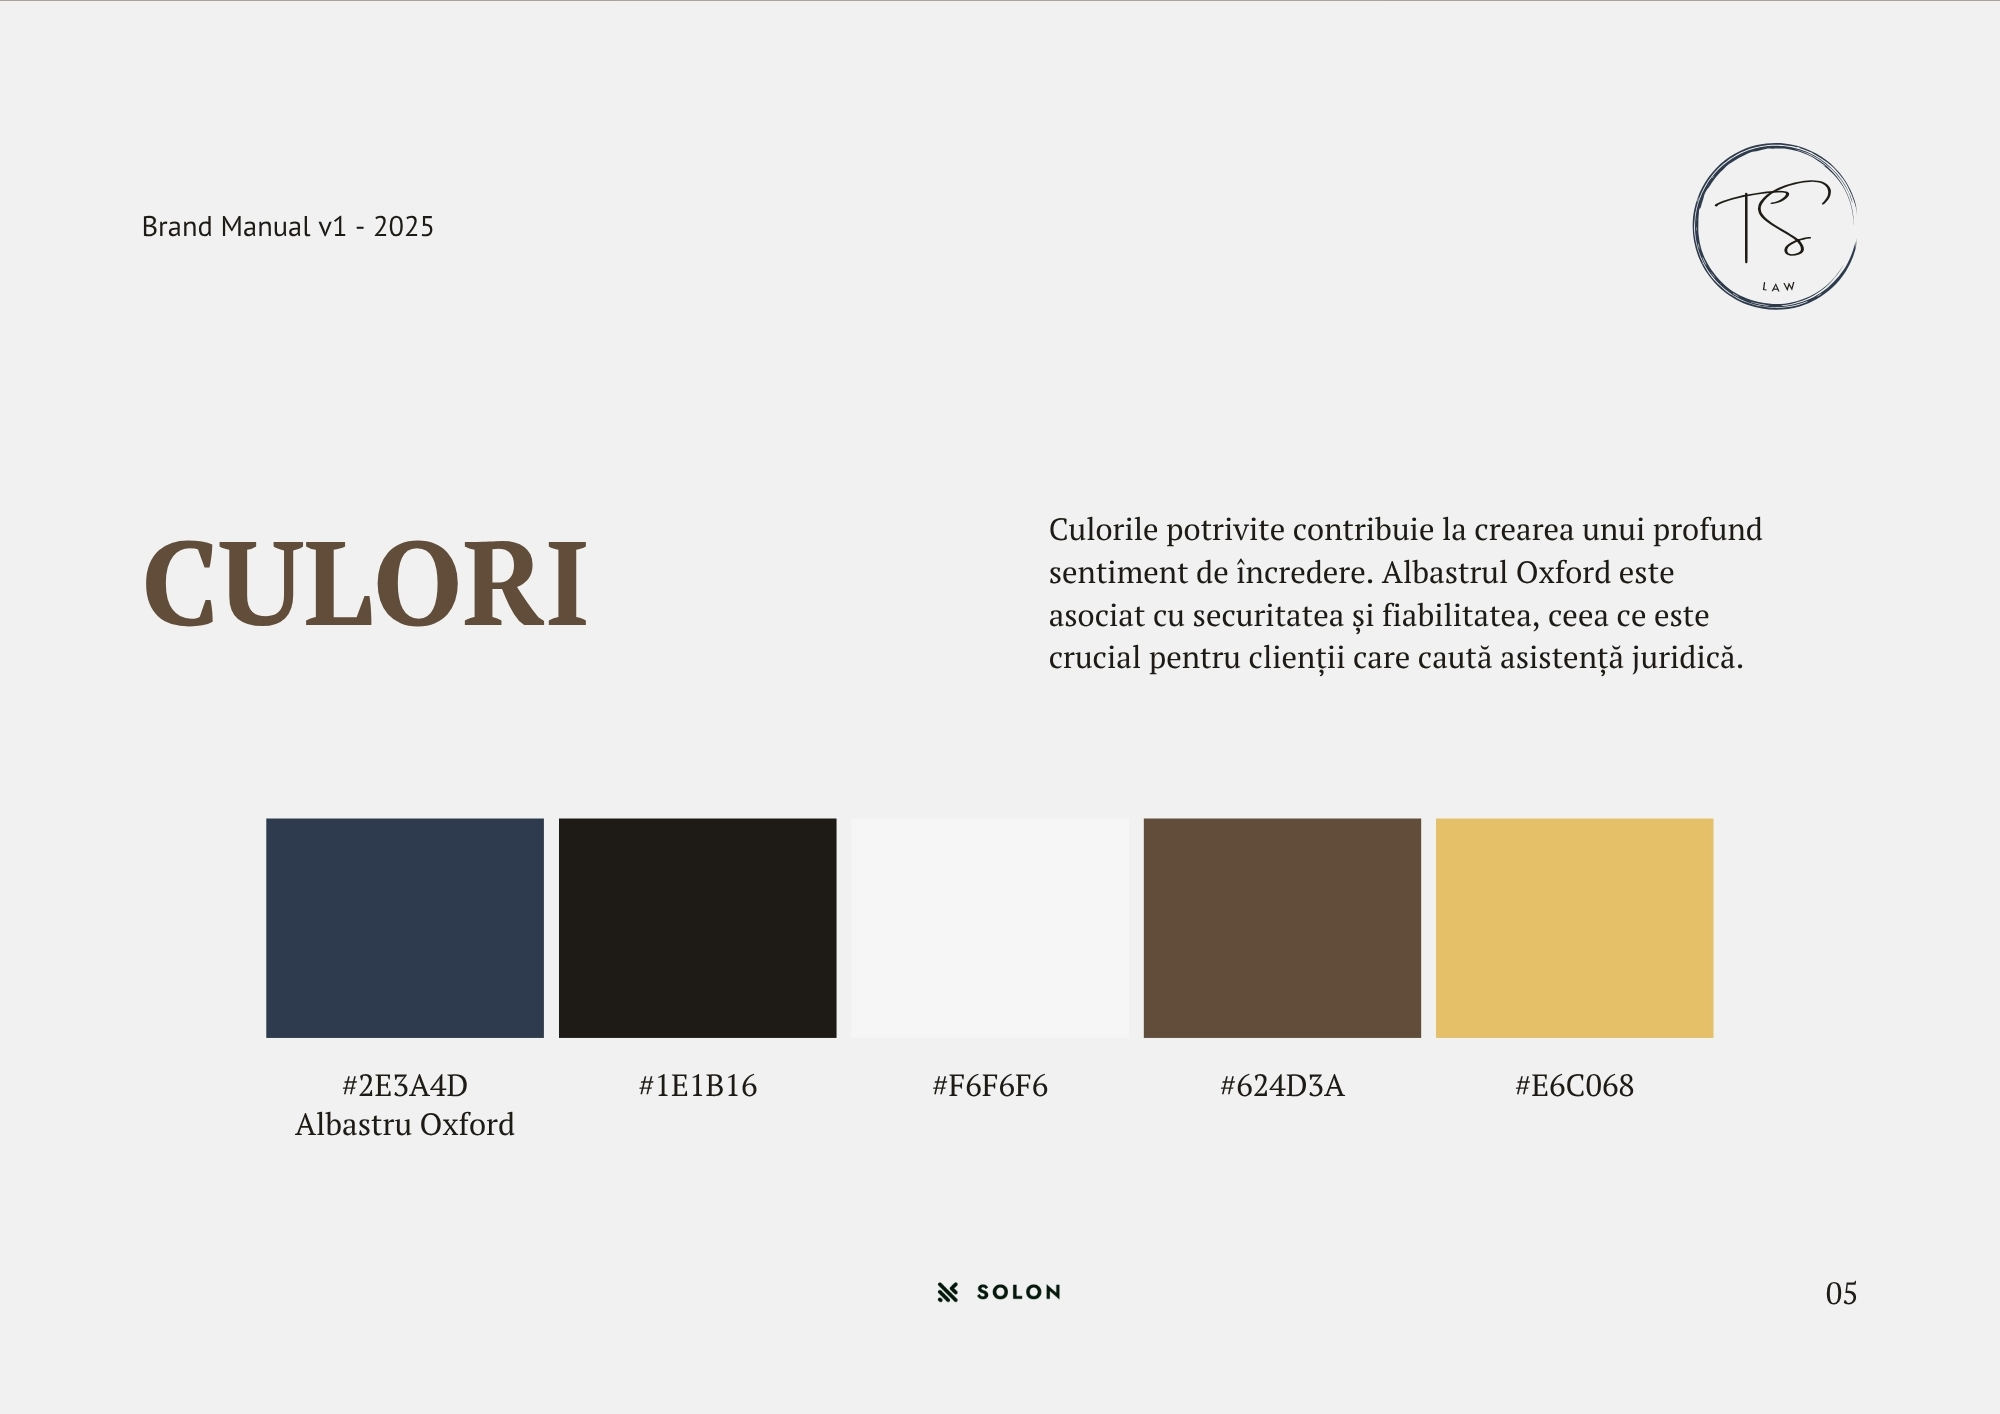 Brand Manual v1 - 2025
TS
LAW
CULORI
Culorile potrivite contribuie la crearea unui profund
sentiment de încredere. Albastrul Oxford este
asociat cu securitatea și fiabilitatea, ceea ce este
crucial pentru clienții care caută asistență juridică.
#2E3A4D
Albastru Oxford
#1E1B16
#F6F6F6
#624D3A
#E6C068
SOLON
05